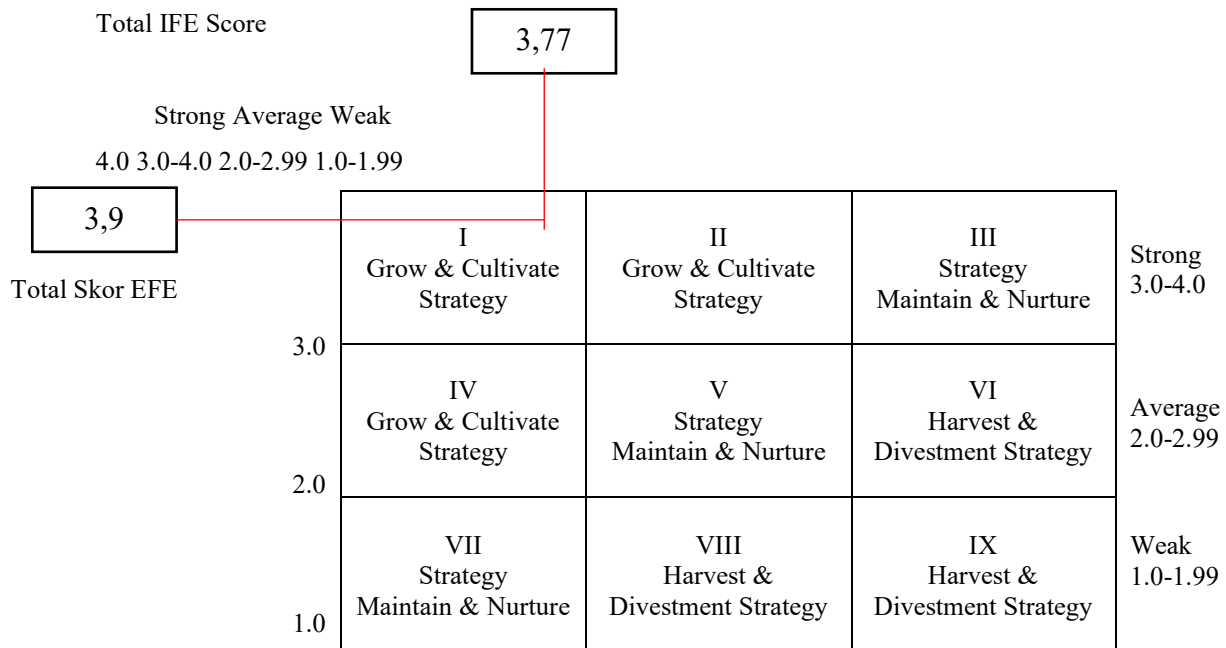 Total IFE Score
3,77
Strong Average Weak
4.0 3.0-4.0 2.0-2.99 1.0-1.99
3,9
Total Skor EFE
I
Grow & Cultivate
Strategy
II
Grow & Cultivate
Strategy
III
Strategy
Maintain & Nurture
Strong
3.0-4.0
3.0
IV
Grow & Cultivate
Strategy
V
Strategy
Maintain & Nurture
VI
Harvest &
Divestment Strategy
Average
2.0-2.99
2.0
VII
Strategy
Maintain & Nurture
VIII
Harvest &
Divestment Strategy
IX
Harvest &
Divestment Strategy
Weak
1.0-1.99
1.0